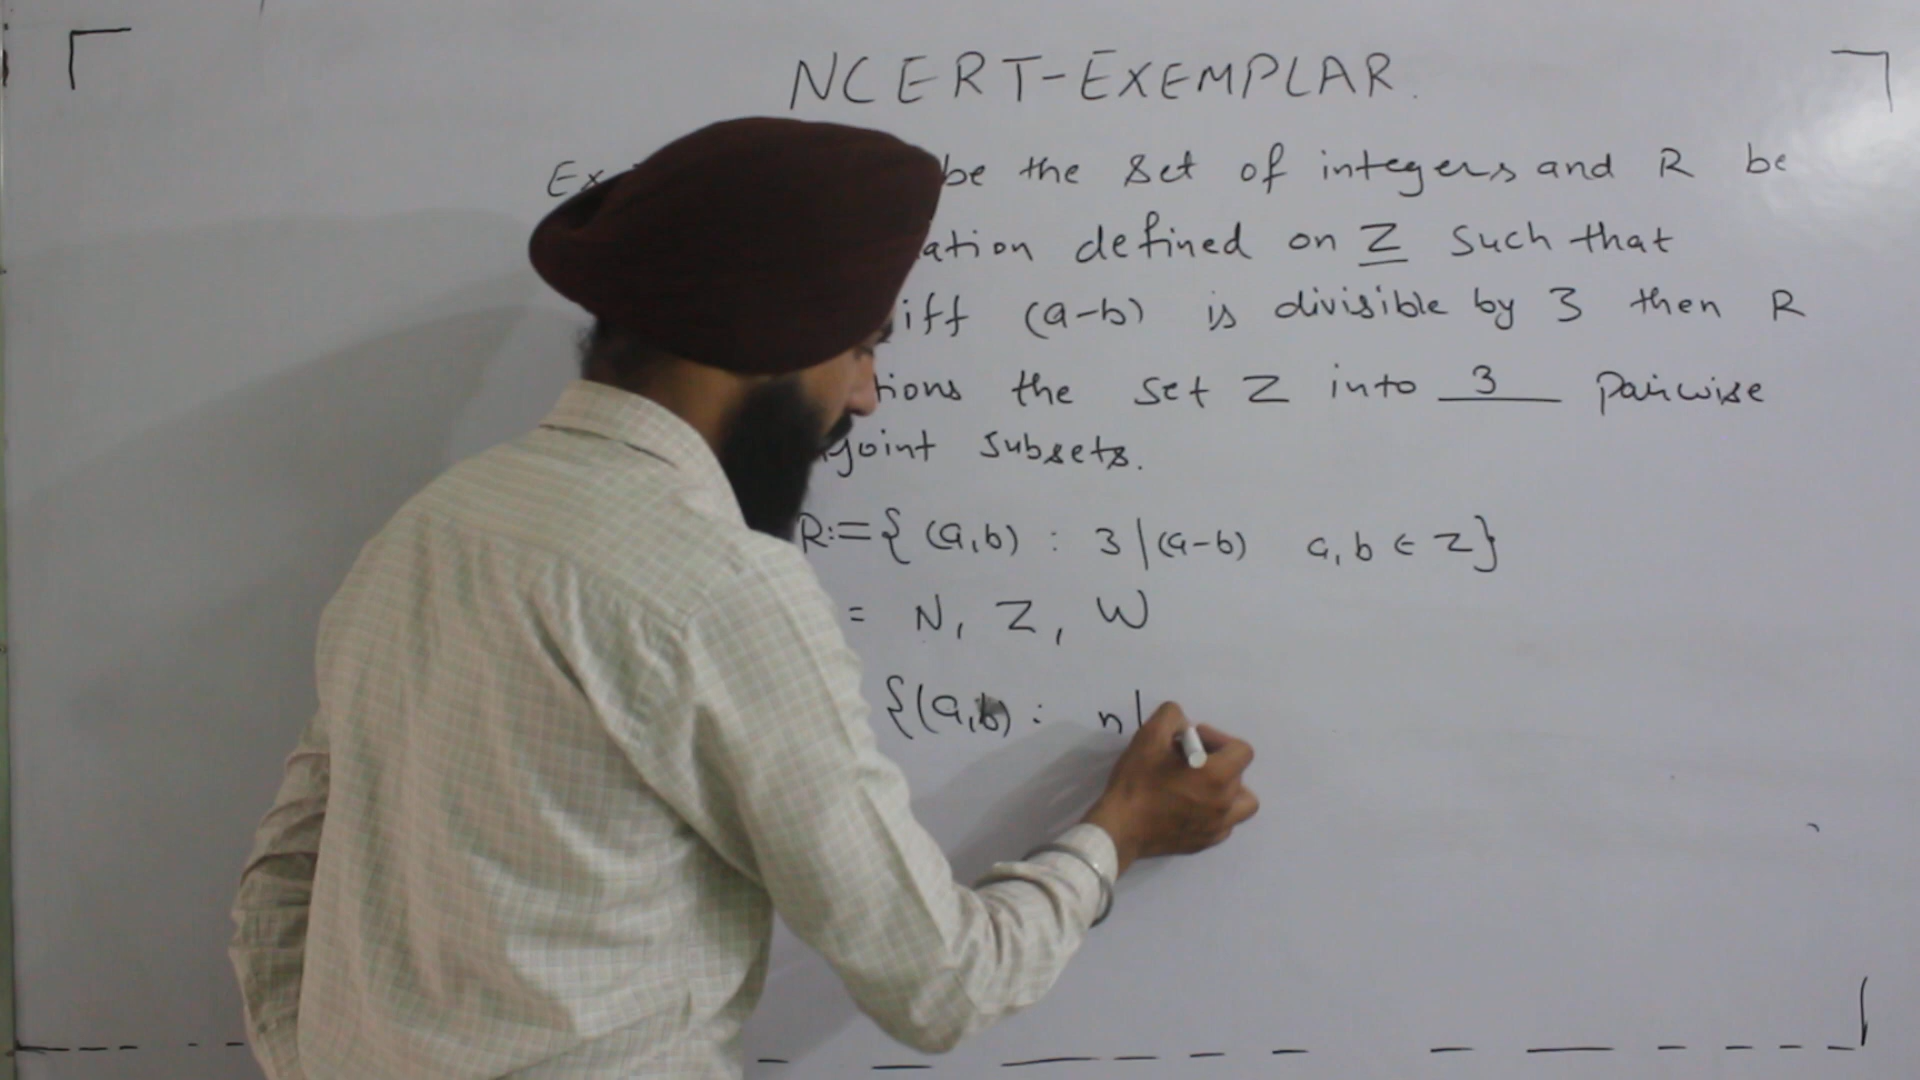 NCERT-EXEMPLAR.
Ex be the set of integers and R be
ation defined on Z such that
iff (a-b) is divisible by 3 then R
tions the set Z into 3 pairwise
joint subsets.
R:={(a,b) : 3|(a-b) a,b ∈ Z}
= N, Z, W
{(a,b) : n|